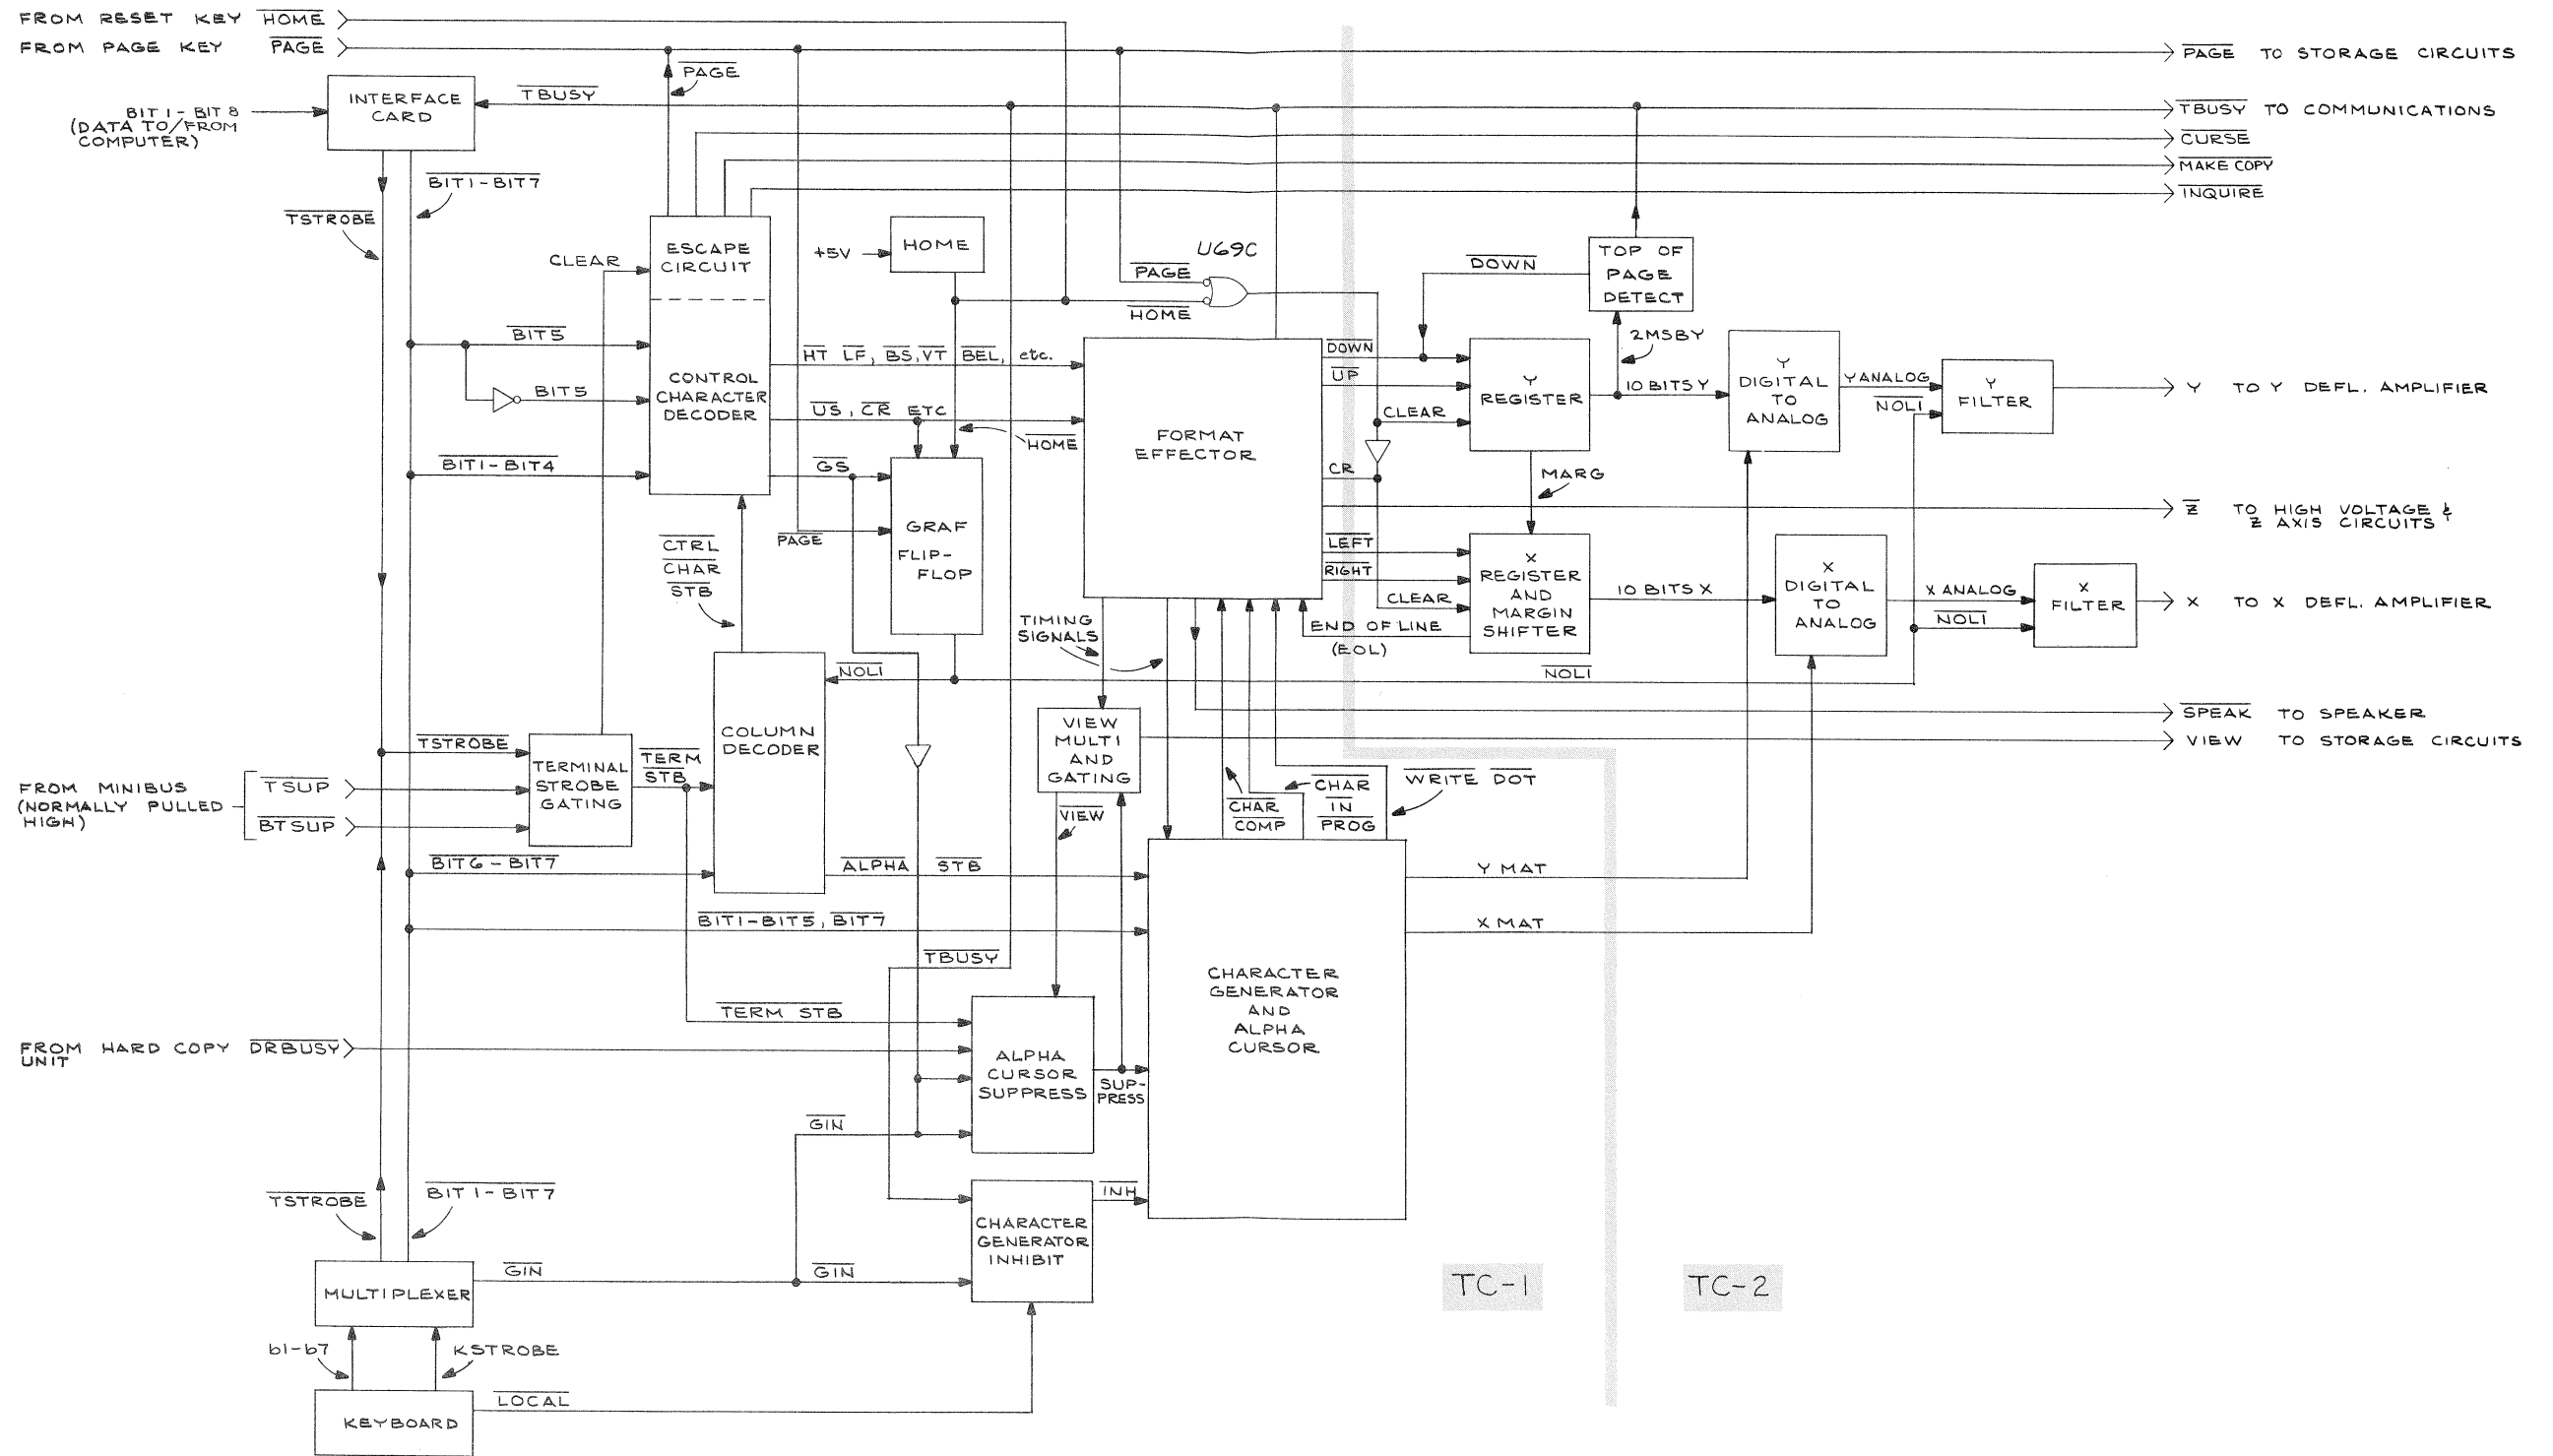 FROM RESET KEY HOME
FROM PAGE KEY PAGE
PAGE TO STORAGE CIRCUITS
PAGE
INTERFACE
CARD
TBUSY
TBUSY TO COMMUNICATIONS
BIT 1-BIT 8
(DATA TO/FROM
COMPUTER)
CURSE
MAKE COPY
INQUIRE
BIT1-BIT7
TSTROBE
CLEAR
ESCAPE
CIRCUIT
+5V
HOME
U69C
PAGE
HOME
DOWN
TOP OF
PAGE
DETECT
BIT5
BIT5
CONTROL
CHARACTER
DECODER
HT LF, BS, VT BEL, etc.
US, CR ETC
HOME
FORMAT
EFFECTOR
DOWN
UP
CLEAR
CR
Y
REGISTER
2MSBY
10 BITS Y
Y
DIGITAL
TO
ANALOG
Y ANALOG
NOLI
Y
FILTER
Y TO Y DEFL. AMPLIFIER
BIT1-BIT4
GS
PAGE
GRAF
FLIP-
FLOP
MARG
Z TO HIGH VOLTAGE &
Z AXIS CIRCUITS
CTRL
CHAR
STB
LEFT
RIGHT
CLEAR
END OF LINE
(EOL)
X
REGISTER
AND
MARGIN
SHIFTER
10 BITS X
X
DIGITAL
TO
ANALOG
X ANALOG
NOLI
X
FILTER
X TO X DEFL. AMPLIFIER
TIMING
SIGNALS
NOLI
NOLI
COLUMN
DECODER
VIEW
MULTI
AND
GATING
SPEAK TO SPEAKER
VIEW TO STORAGE CIRCUITS
TSTROBE
TERMINAL
STROBE
GATING
TERM
STB
FROM MINIBUS
(NORMALLY PULLED
HIGH)
TSUP
BTSUP
VIEW
CHAR
COMP
CHAR
IN
PROG
WRITE DOT
BIT6-BIT7
ALPHA STB
Y MAT
BIT1-BIT5, BIT7
X MAT
TBUSY
CHARACTER
GENERATOR
AND
ALPHA
CURSOR
TERM STB
FROM HARD COPY DRBUSY
UNIT
ALPHA
CURSOR
SUPPRESS
SUP-
PRESS
GIN
TSTROBE
BIT 1-BIT7
INH
CHARACTER
GENERATOR
INHIBIT
GIN
GIN
MULTIPLEXER
TC-1
TC-2
b1-b7
KSTROBE
LOCAL
KEYBOARD